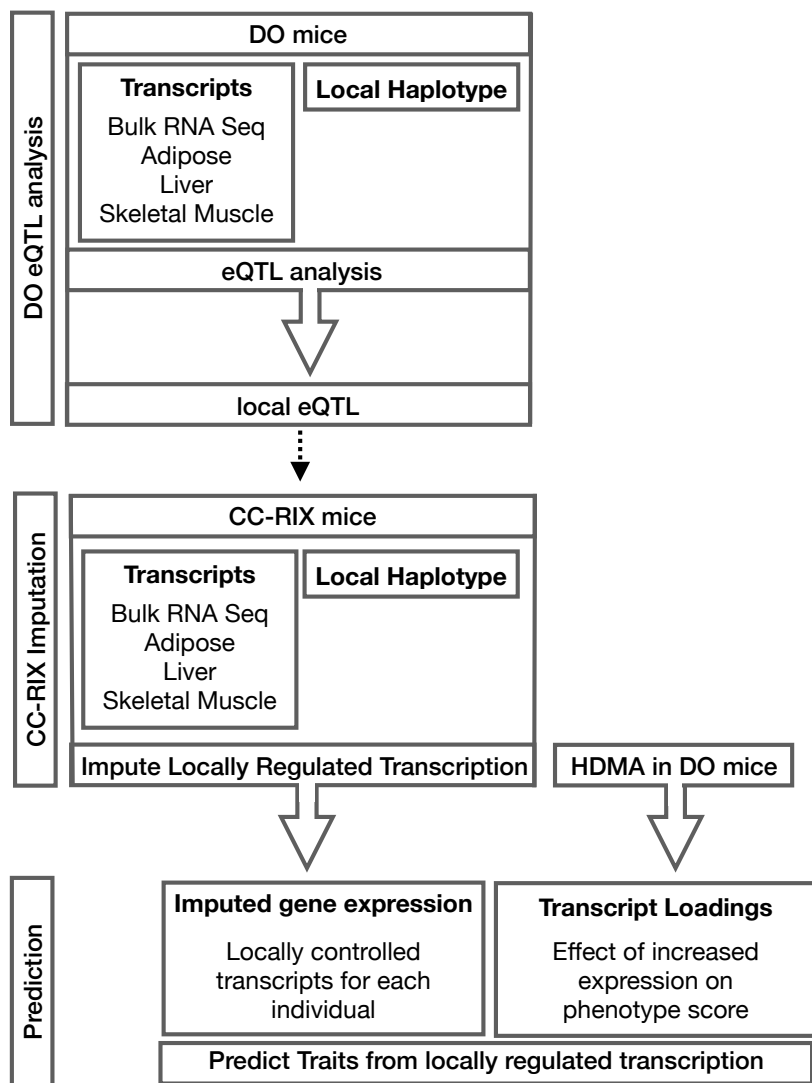 DO eQTL analysis
DO mice
Transcripts
Bulk RNA Seq
Adipose
Liver
Skeletal Muscle
Local Haplotype
eQTL analysis
local eQTL
CC-RIX Imputation
CC-RIX mice
Transcripts
Bulk RNA Seq
Adipose
Liver
Skeletal Muscle
Local Haplotype
Impute Locally Regulated Transcription
HDMA in DO mice
Prediction
Imputed gene expression
Locally controlled
transcripts for each
individual
Transcript Loadings
Effect of increased
expression on
phenotype score
Predict Traits from locally regulated transcription